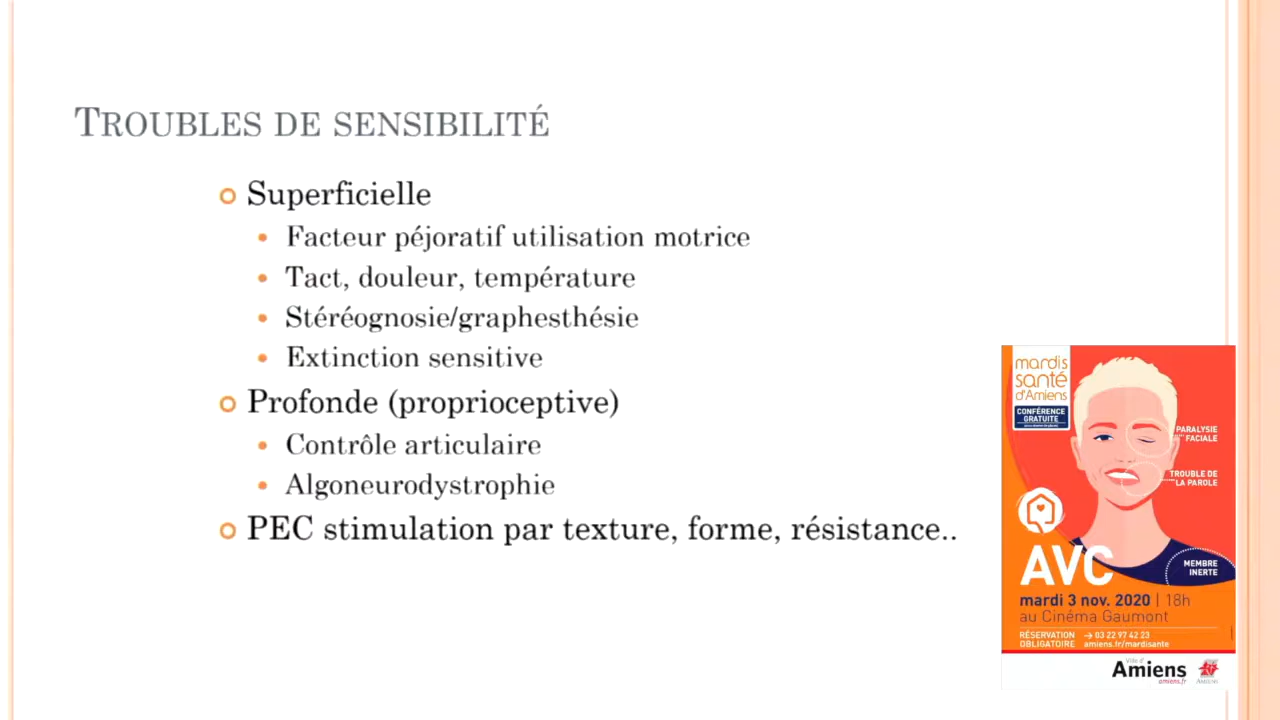 TROUBLES DE SENSIBILITÉ
Superficielle
Facteur péjoratif utilisation motrice
Tact, douleur, température
Stéréognosie/graphesthésie
Extinction sensitive
Profonde (proprioceptive)
Contrôle articulaire
Algoneurodystrophie
PEC stimulation par texture, forme, résistance..
mardis
santé
d'Amiens
CONFÉRENCE
GRATUITE
PARALYSIE
FACIALE
TROUBLE DE
LA PAROLE
AVC
MEMBRE
INERTE
mardi 3 nov. 2020 | 18h
au Cinéma Gaumont
RÉSERVATION → 03 22 97 42 23
OBLIGATOIRE amiens.fr/mardisante
Ville d'
Amiens
amiens.fr
AMIENS